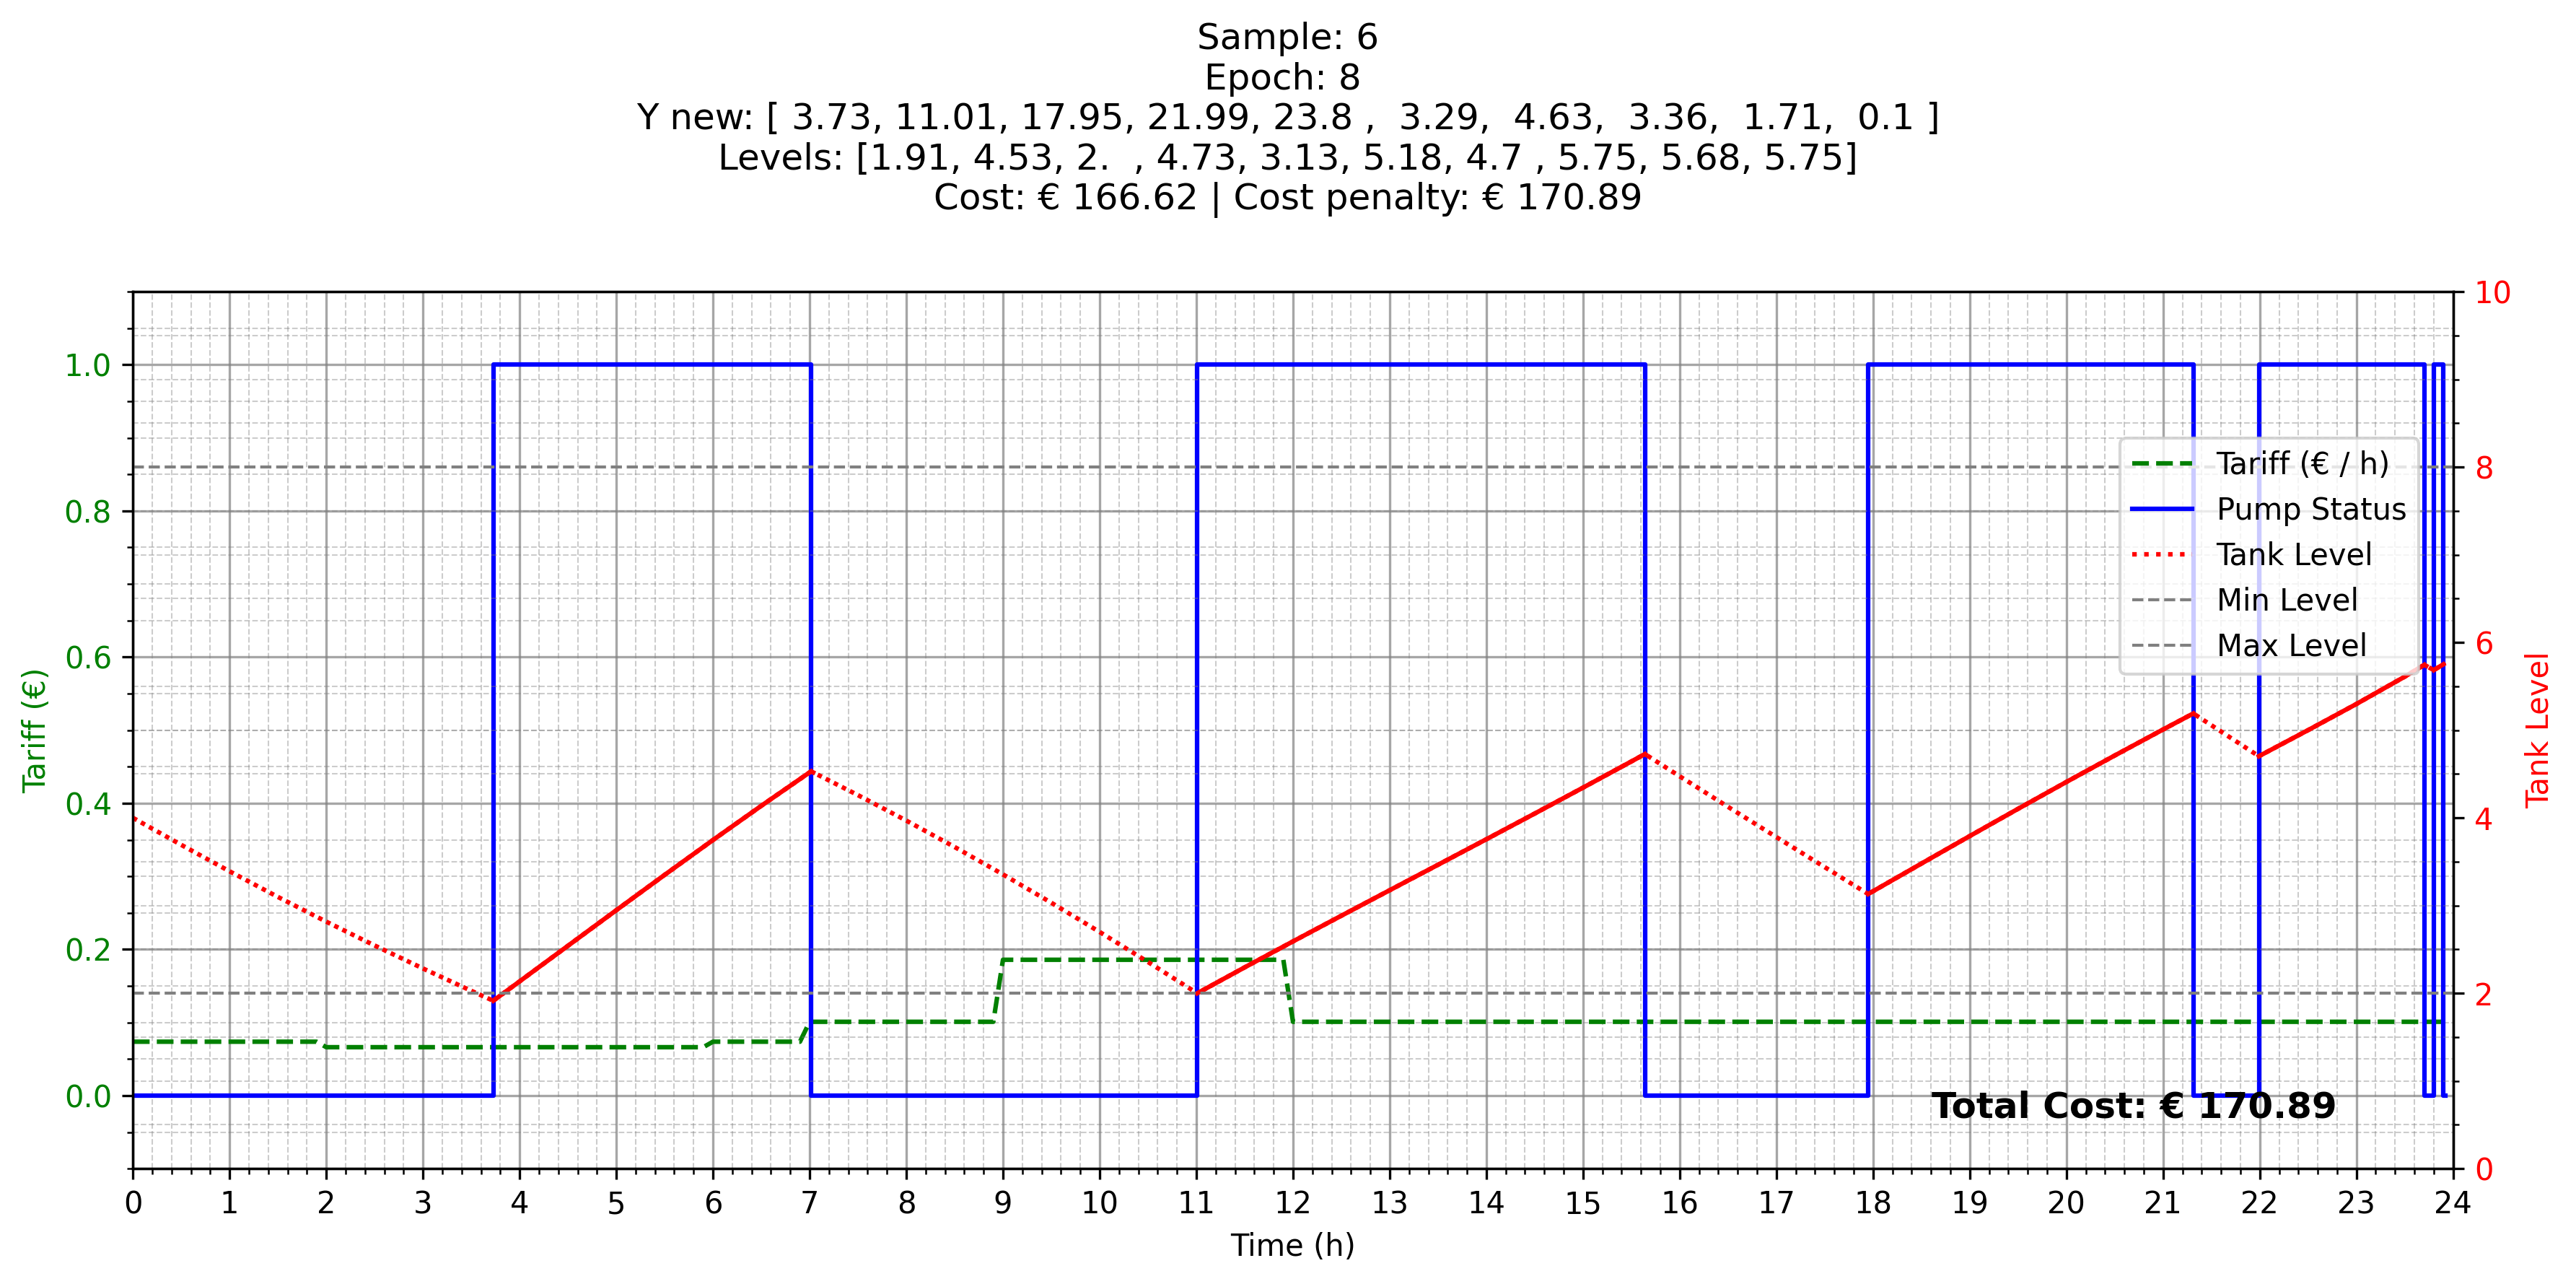 Sample: 6
Epoch: 8
Y new: [ 3.73, 11.01, 17.95, 21.99, 23.8 ,  3.29,  4.63,  3.36,  1.71,  0.1 ]
Levels: [1.91, 4.53, 2.  , 4.73, 3.13, 5.18, 4.7 , 5.75, 5.68, 5.75]
Cost: € 166.62 | Cost penalty: € 170.89
10
1.0
8
Tariff (€ / h)
0.8
Pump Status
Tank Level
Min Level
0.6
6
Max Level
Tariff (€)
Tank Level
0.4
4
0.2
2
0.0
Total Cost: € 170.89
0
0 1 2 3 4 5 6 7 8 9 10 11 12 13 14 15 16 17 18 19 20 21 22 23 24
Time (h)